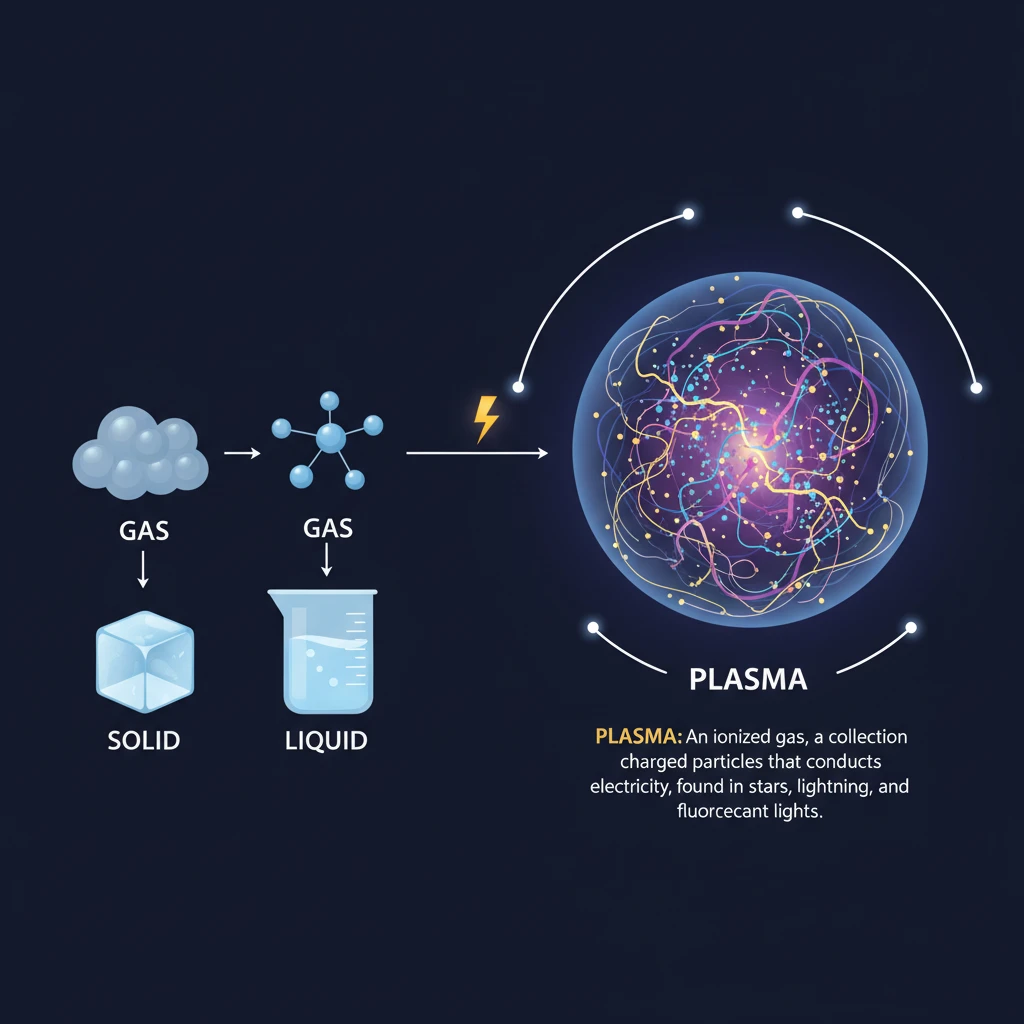 GAS
GAS
SOLID
LIQUID
PLASMA
PLASMA: An ionized gas, a collection
charged particles that conducts
electricity, found in stars, lightning, and
fluorcecant lights.